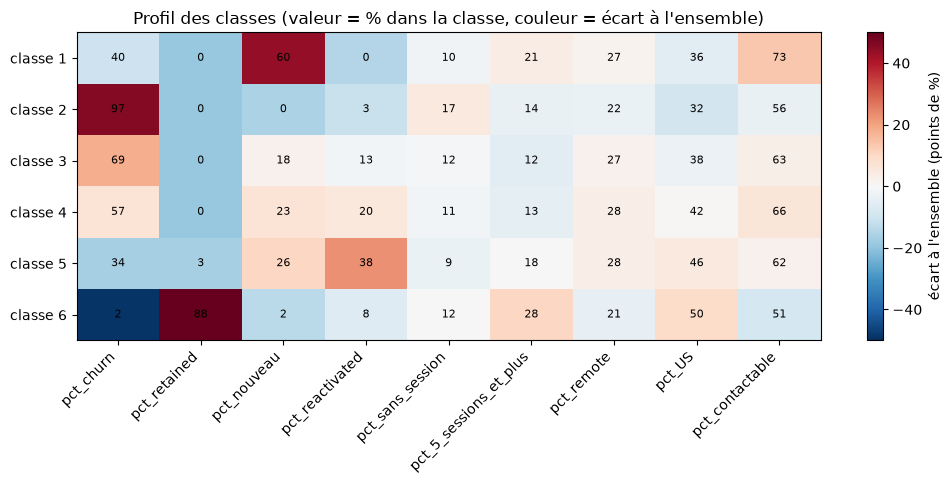 Profil des classes (valeur = % dans la classe, couleur = écart à l'ensemble)
classe 1 40 0 60 0 10 21 27 36 73
classe 2 97 0 0 3 17 14 22 32 56
classe 3 69 0 18 13 12 12 27 38 63
classe 4 57 0 23 20 11 13 28 42 66
classe 5 34 3 26 38 9 18 28 46 62
classe 6 2 88 2 8 12 28 21 50 51
pct_churn
pct_retained
pct_nouveau
pct_reactivated
pct_sans_session
pct_5_sessions_et_plus
pct_remote
pct_US
pct_contactable
40
20
0
−20
−40
écart à l'ensemble (points de %)